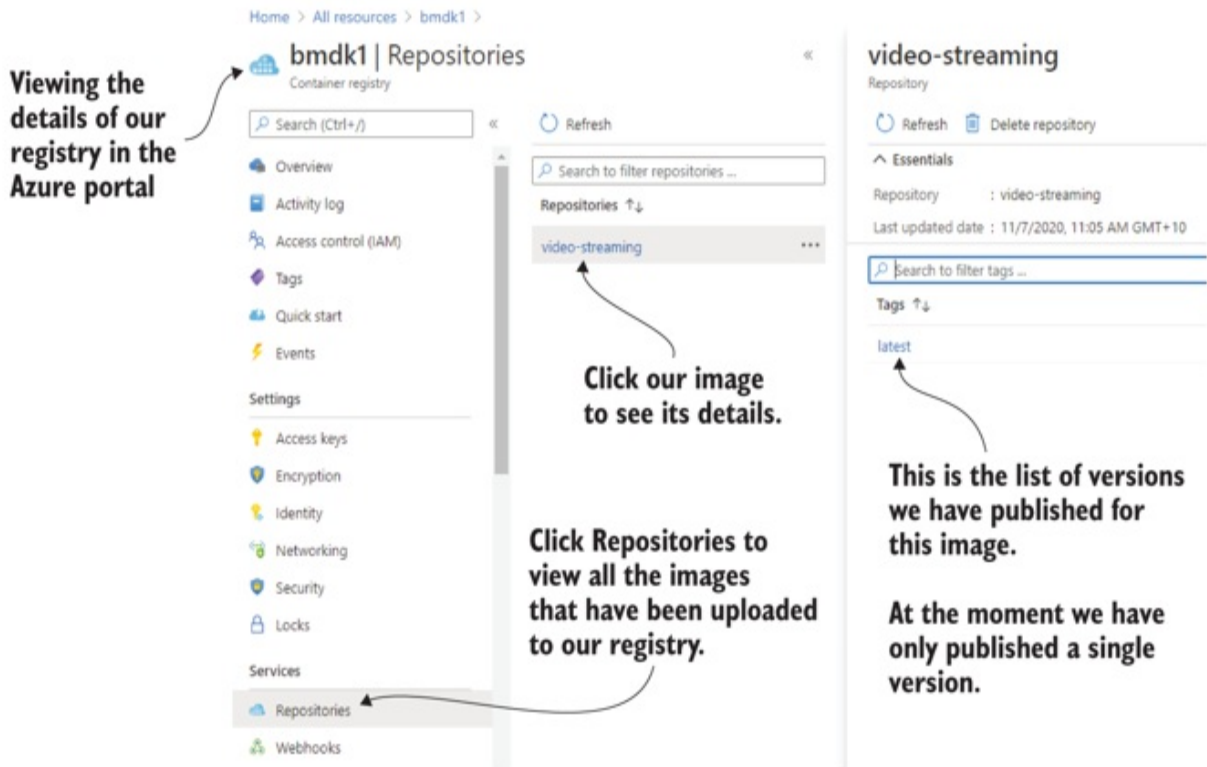 Home > All resources > bmdk1 >
Viewing the
details of our
registry in the
Azure portal
bmdk1 | Repositories
Container registry
«
Search (Ctrl+/)
«
Overview
Activity log
Access control (IAM)
Tags
Quick start
Events
Settings
Access keys
Encryption
Identity
Networking
Security
Locks
Services
Repositories
Webhooks
Refresh
Search to filter repositories ...
Repositories ↑↓
video-streaming
...
Click our image
to see its details.
Click Repositories to
view all the images
that have been uploaded
to our registry.
video-streaming
Repository
Refresh Delete repository
Essentials
Repository : video-streaming
Last updated date : 11/7/2020, 11:05 AM GMT+10
Search to filter tags ...
Tags ↑↓
latest
This is the list of versions
we have published for
this image.
At the moment we have
only published a single
version.